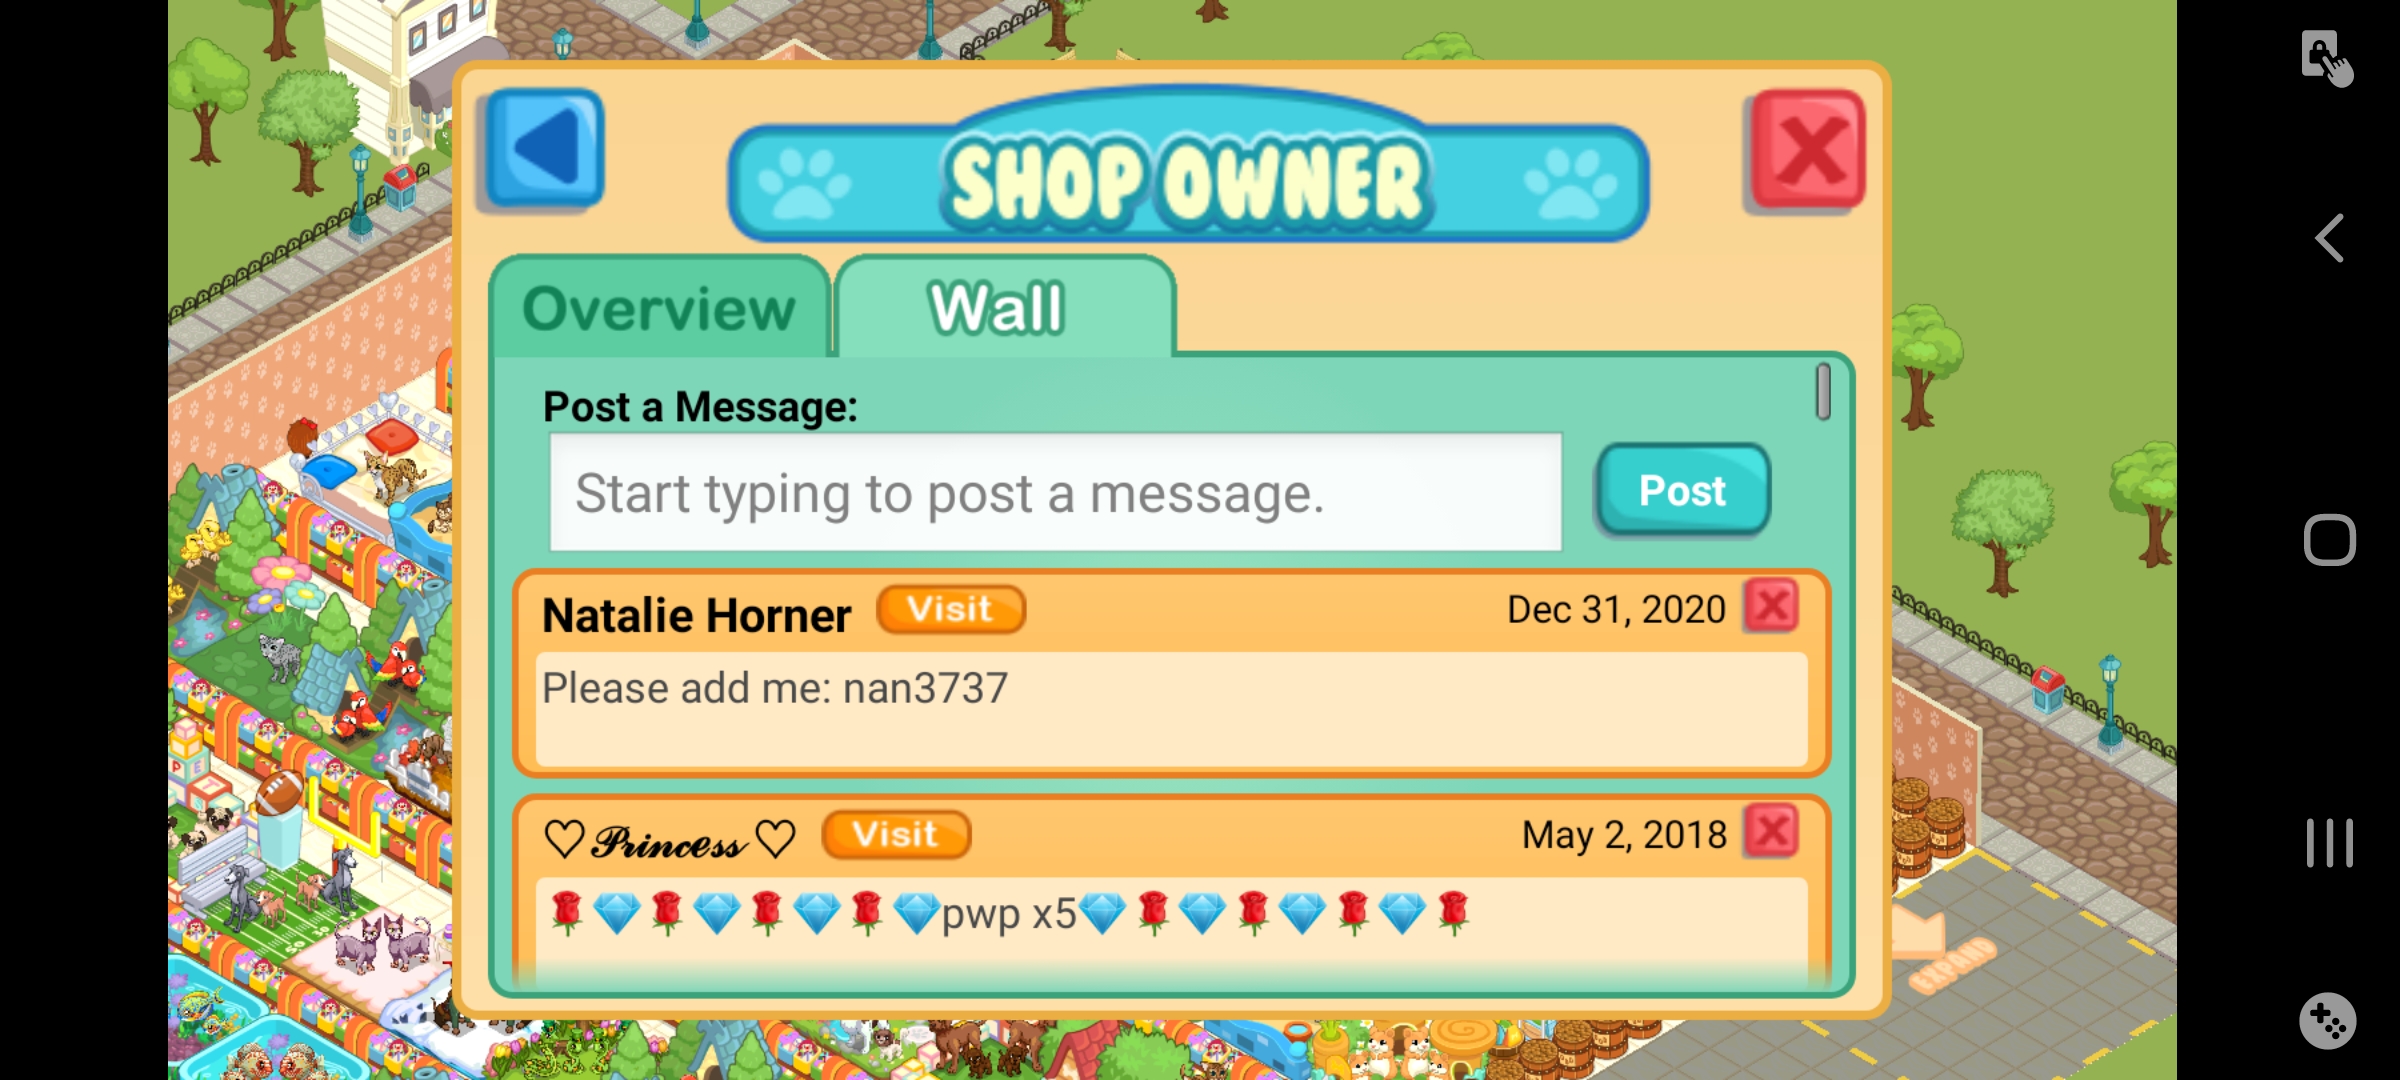 SHOP OWNER
Overview
Wall
Post a Message:
Start typing to post a message.
Post
Natalie Horner
Visit
Dec 31, 2020
Please add me: nan3737
♡𝓟𝓻𝓲𝓷𝓬𝓮𝓼𝓼♡
Visit
May 2, 2018
🌹💎🌹💎🌹💎🌹💎pwp x5💎🌹💎🌹💎🌹💎🌹
EXPAND